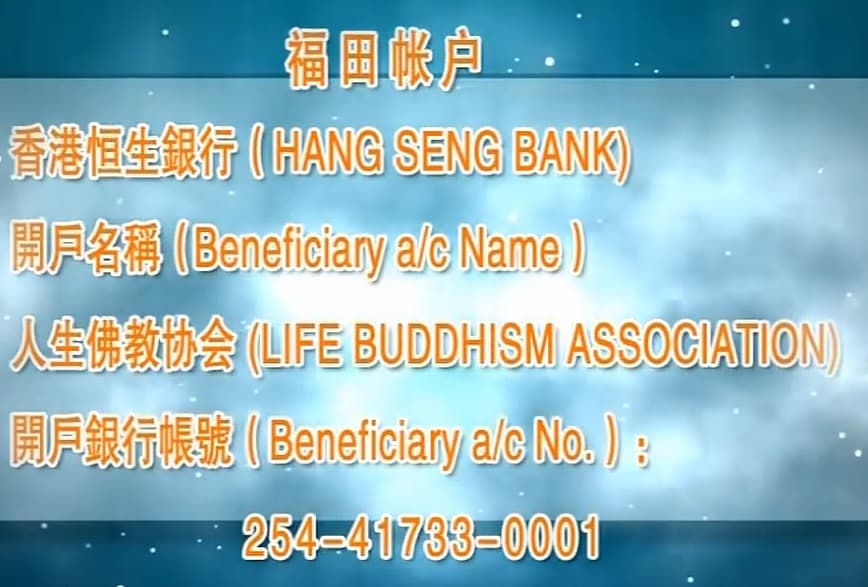 福田帐户
香港恒生銀行 ( HANG SENG BANK)
開戶名稱 ( Beneficiary a/c Name )
人生佛教协会 (LIFE BUDDHISM ASSOCIATION)
開戶銀行帳號 ( Beneficiary a/c No. ) :
254-41733-0001